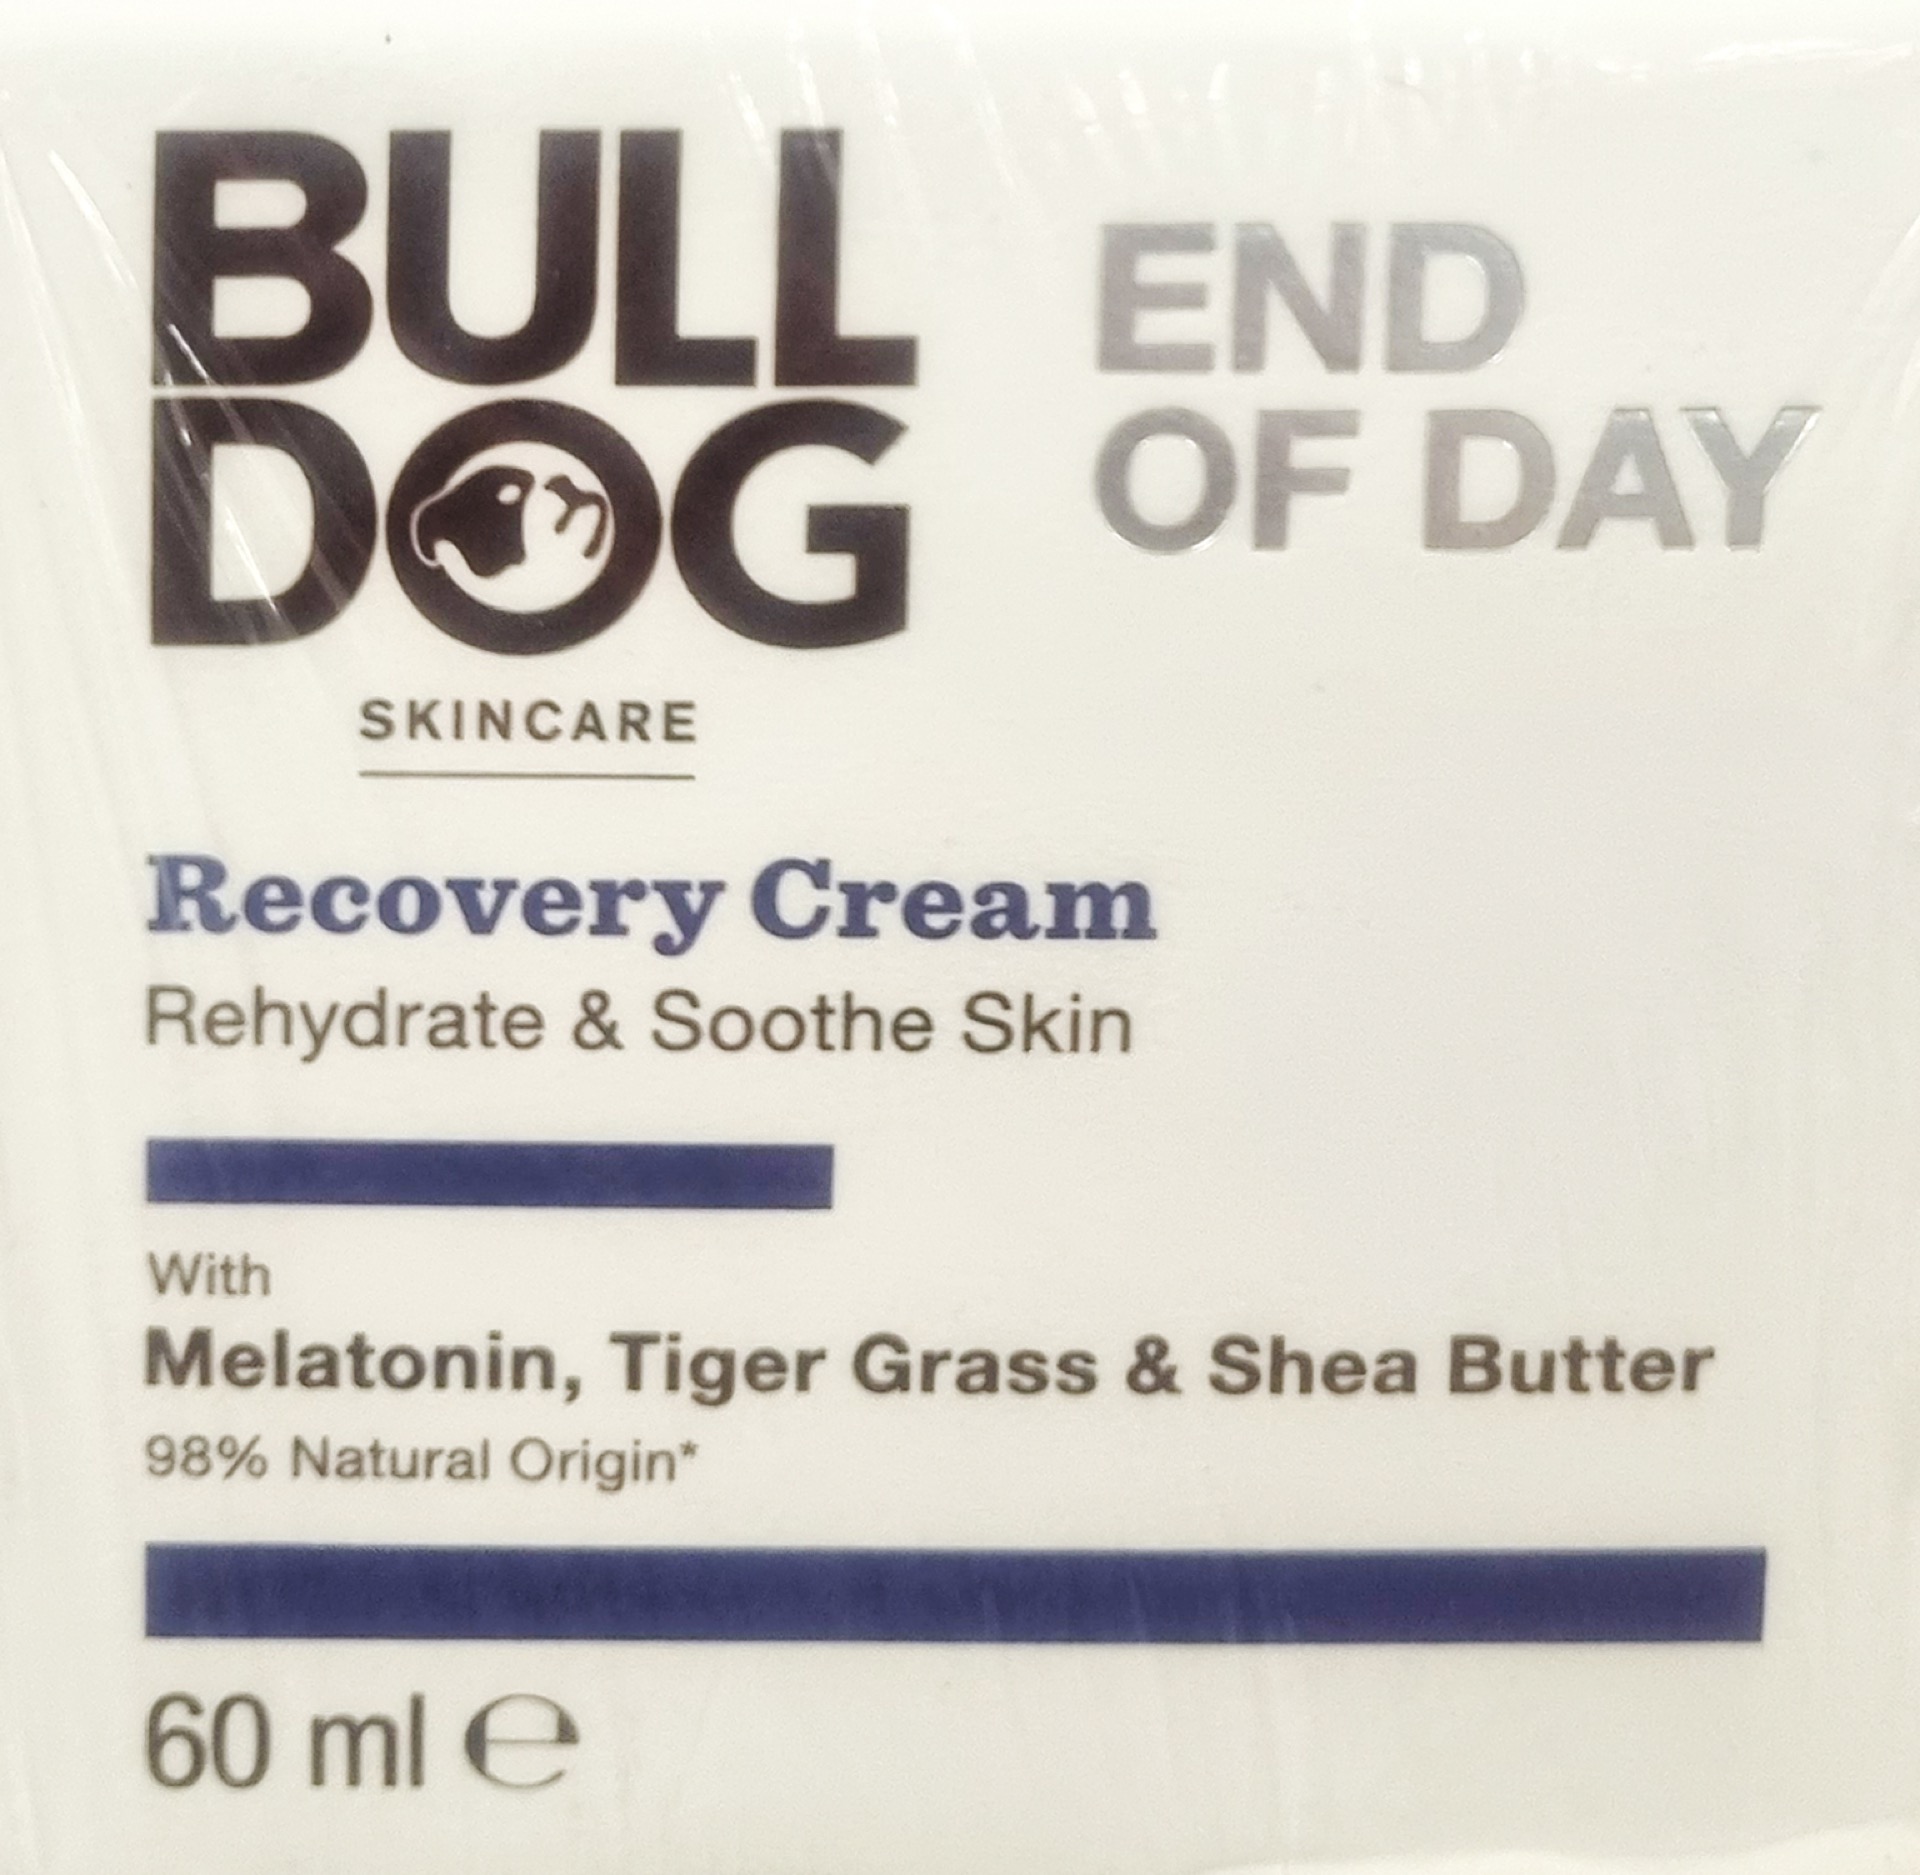 BULL
DOG
SKINCARE
END
OF DAY
Recovery Cream
Rehydrate & Soothe Skin
With
Melatonin, Tiger Grass & Shea Butter
98% Natural Origin*
60 ml ℮